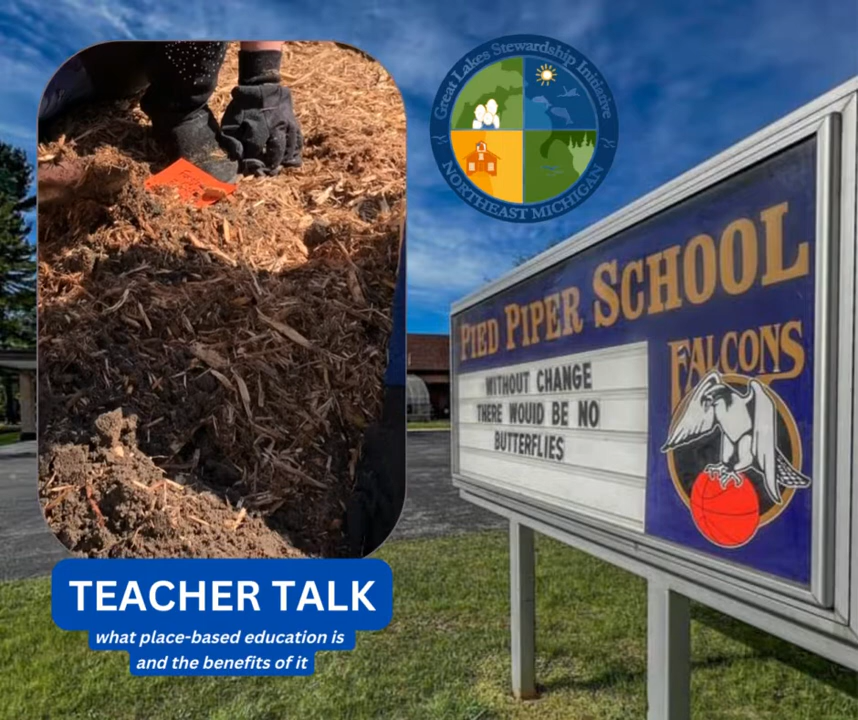 Great Lakes Stewardship Initiative
NORTHEAST MICHIGAN
PIED PIPER SCHOOL
FALCONS
WITHOUT CHANGE
THERE WOUID BE NO
BUTTERFLIES
TEACHER TALK
what place-based education is
and the benefits of it